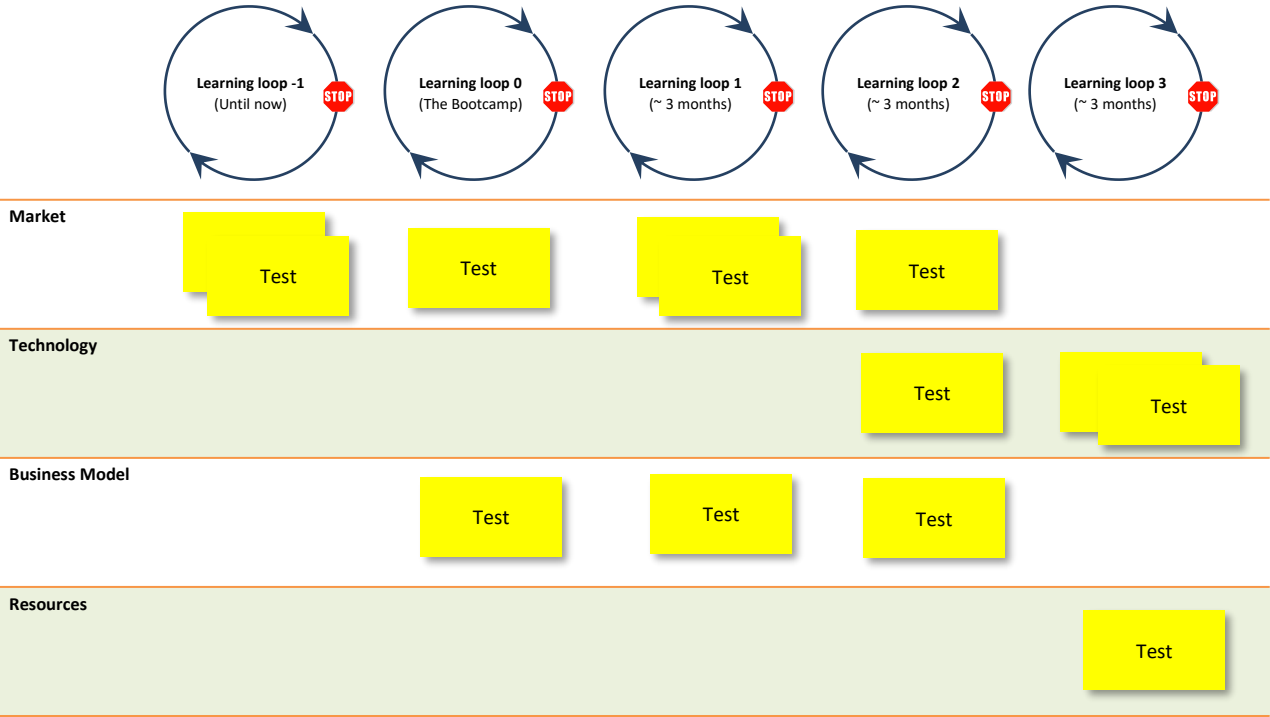 Learning loop -1
(Until now)
STOP
Learning loop 0
(The Bootcamp)
STOP
Learning loop 1
(~ 3 months)
STOP
Learning loop 2
(~ 3 months)
STOP
Learning loop 3
(~ 3 months)
STOP
Market
Test
Test
Test
Test
Technology
Test
Test
Business Model
Test
Test
Test
Resources
Test